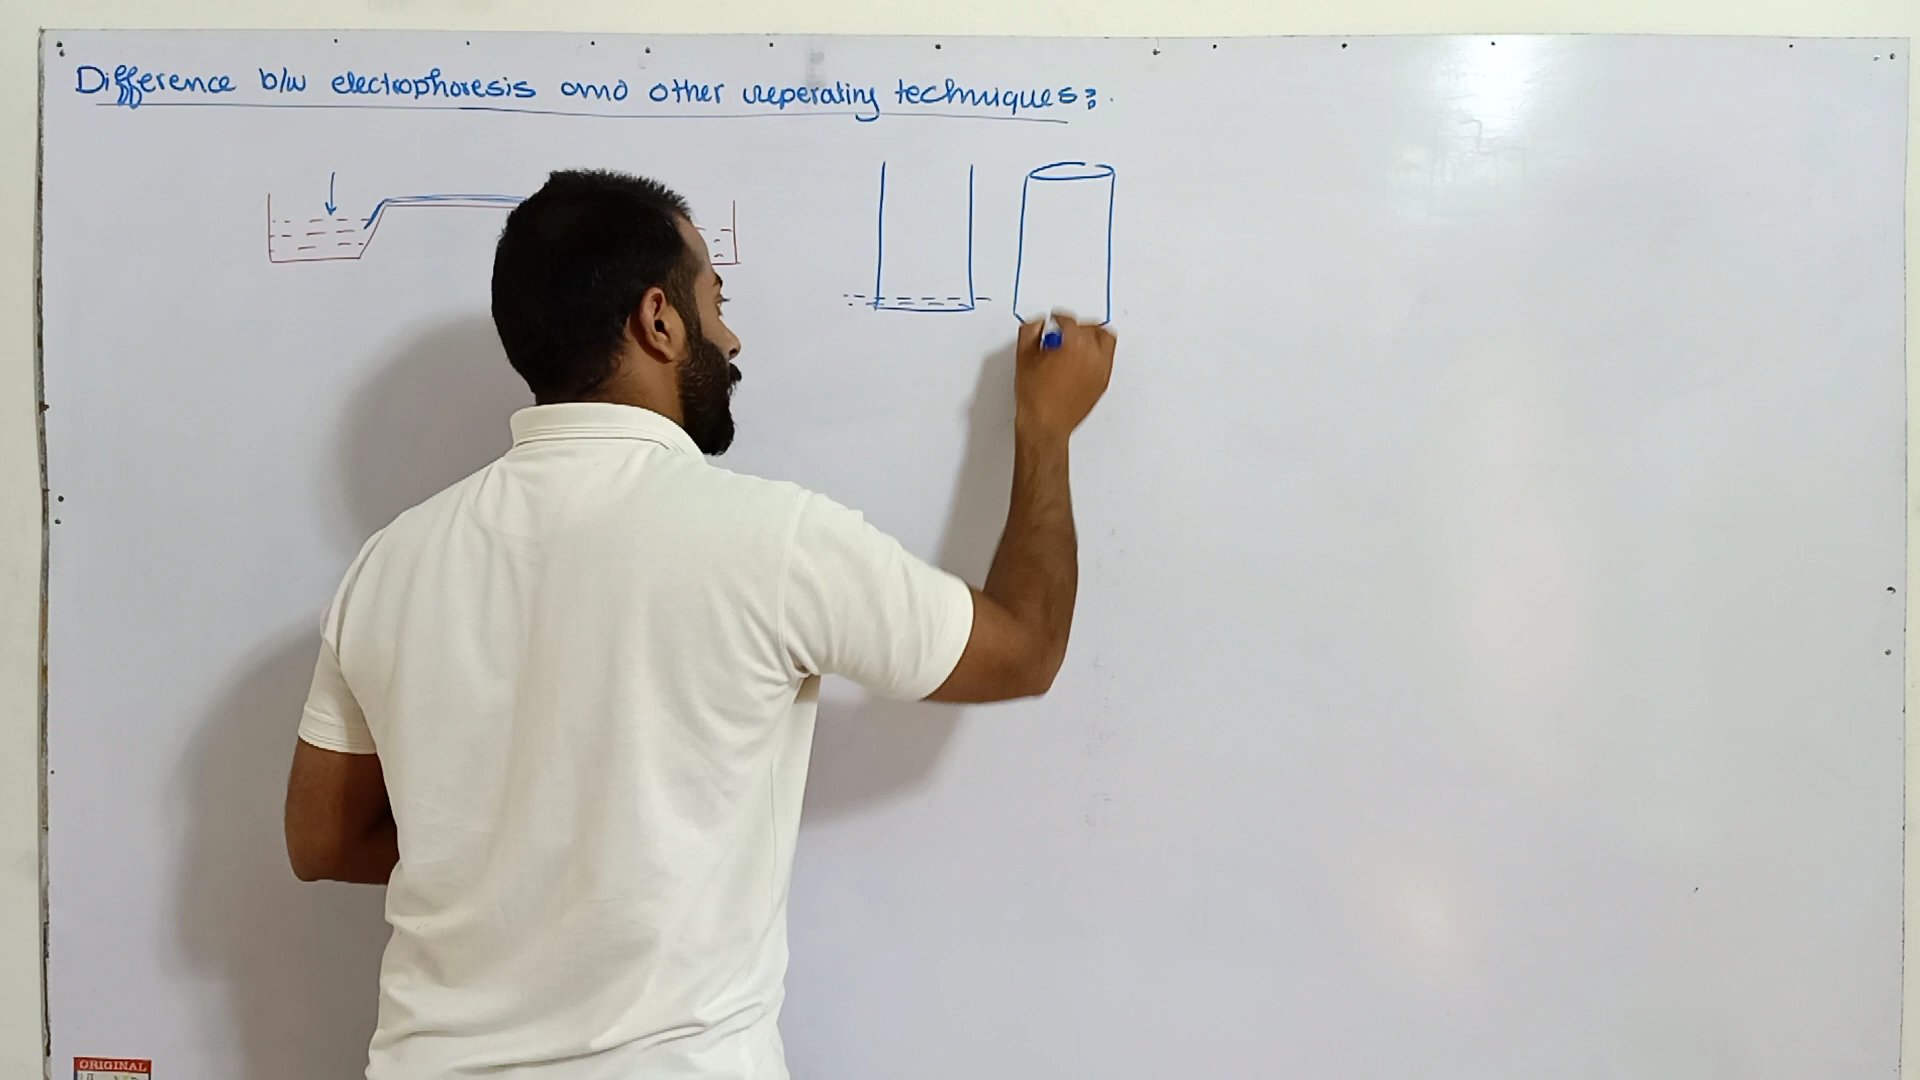 Difference b/w electrophoresis and other seperating techniques:
ORIGINAL